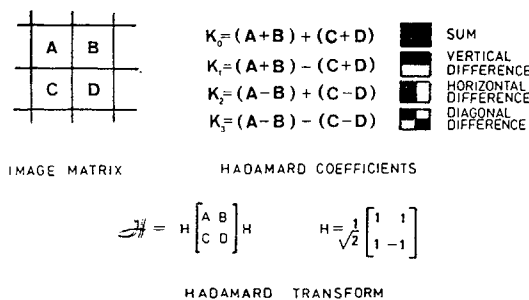 A B
C D
IMAGE MATRIX
K₀=(A+B)+(C+D)
K₁=(A+B)-(C+D)
K₂=(A-B)+(C-D)
K₃=(A-B)-(C-D)
SUM
VERTICAL
DIFFERENCE
HORIZONTAL
DIFFERENCE
DIAGONAL
DIFFERENCE
HADAMARD COEFFICIENTS
ℋ = H [A B
C D] H
H = 1/√2 [1 1
1 -1]
HADAMARD TRANSFORM